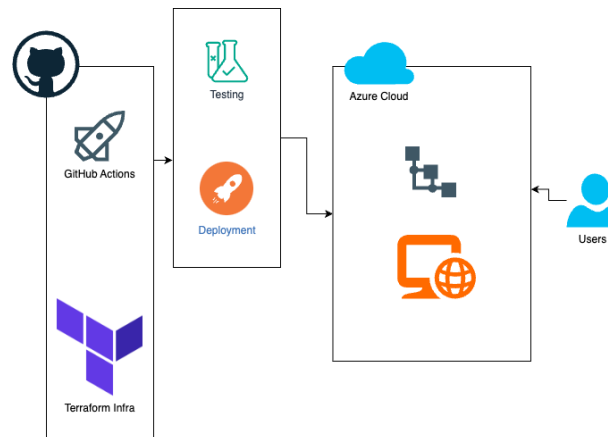 Testing
Azure Cloud
GitHub Actions
Deployment
Users
Terraform Infra